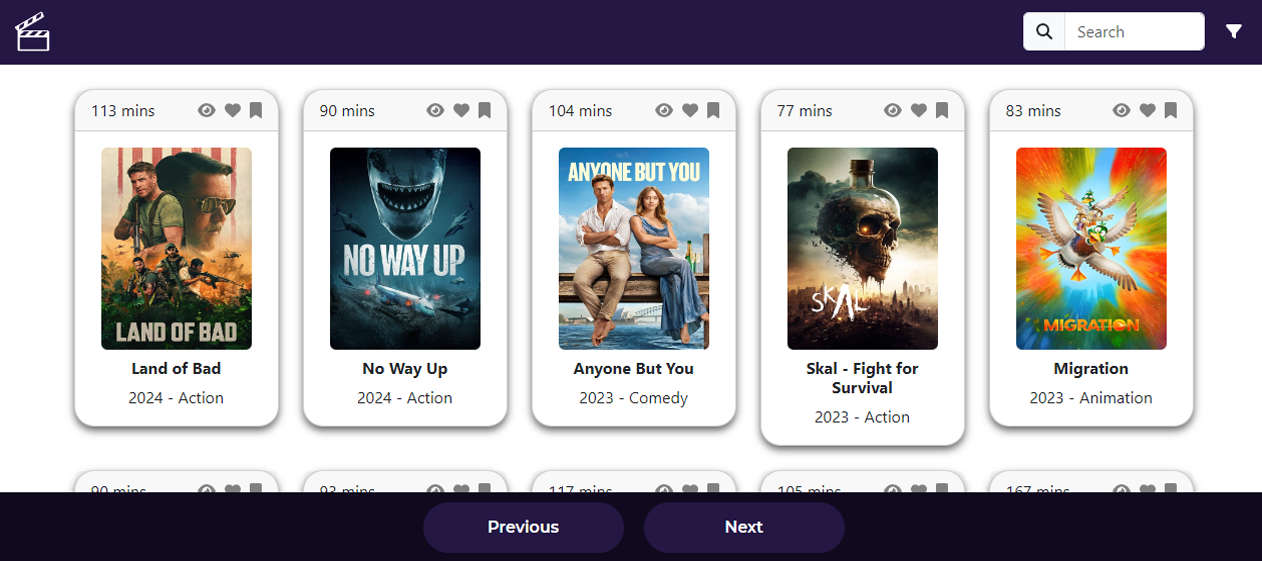 Search
113 mins
90 mins
104 mins
77 mins
83 mins
LAND OF BAD
NO WAY UP
ANYONE BUT YOU
SKAL
MIGRATION
Land of Bad
No Way Up
Anyone But You
Skal - Fight for
Survival
Migration
2024 - Action
2024 - Action
2023 - Comedy
2023 - Action
2023 - Animation
90 mins
93 mins
117 mins
105 mins
167 mins
Previous
Next